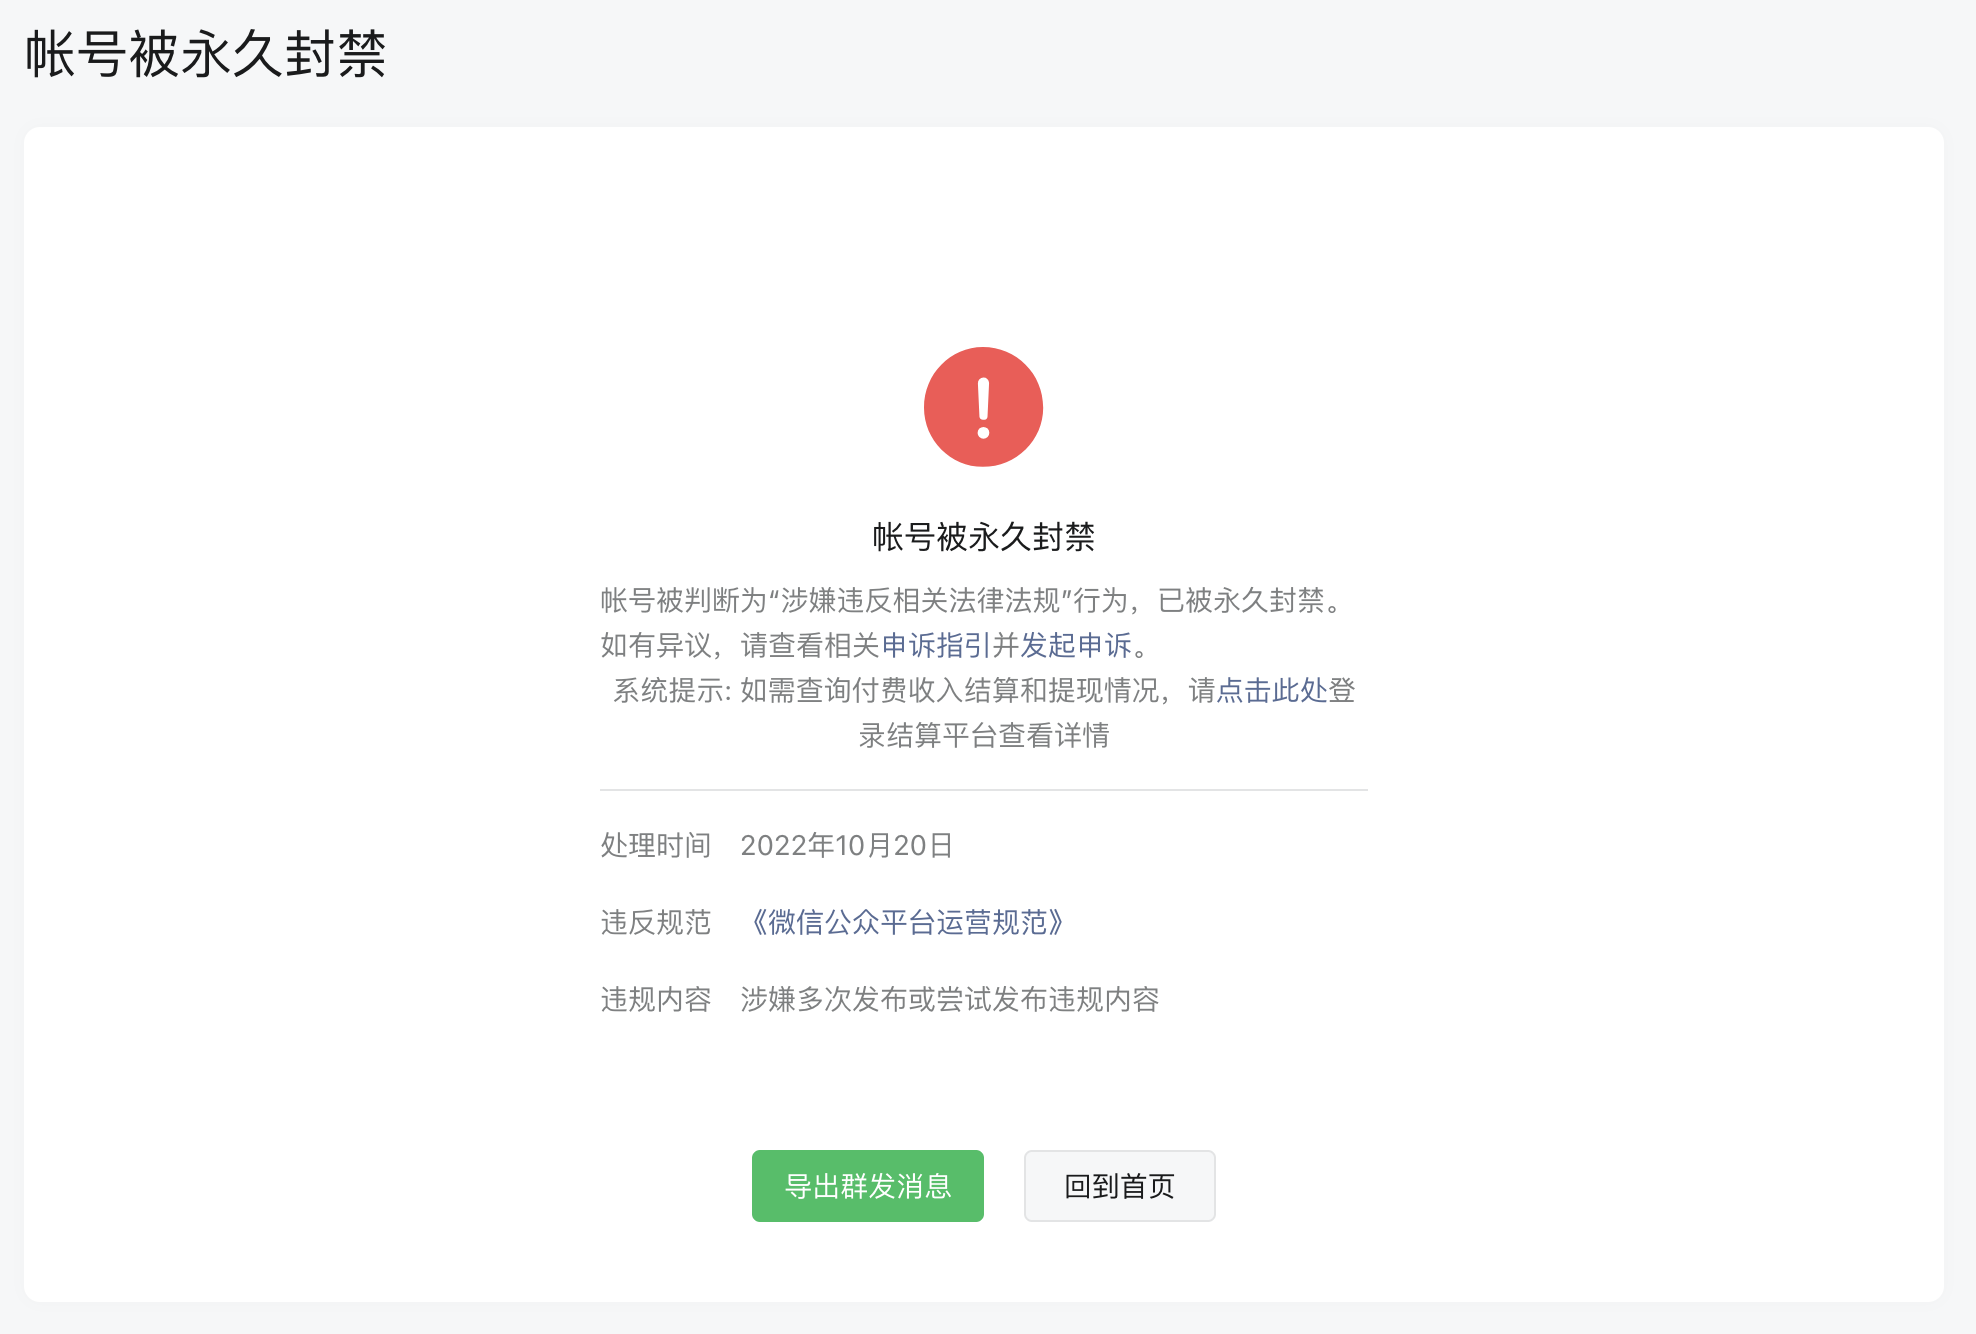 帐号被永久封禁
帐号被永久封禁
帐号被判断为“涉嫌违反相关法律法规”行为，已被永久封禁。
如有异议，请查看相关申诉指引并发起申诉。
系统提示: 如需查询付费收入结算和提现情况，请点击此处登
录结算平台查看详情
处理时间 2022年10月20日
违反规范 《微信公众平台运营规范》
违规内容 涉嫌多次发布或尝试发布违规内容
导出群发消息 回到首页